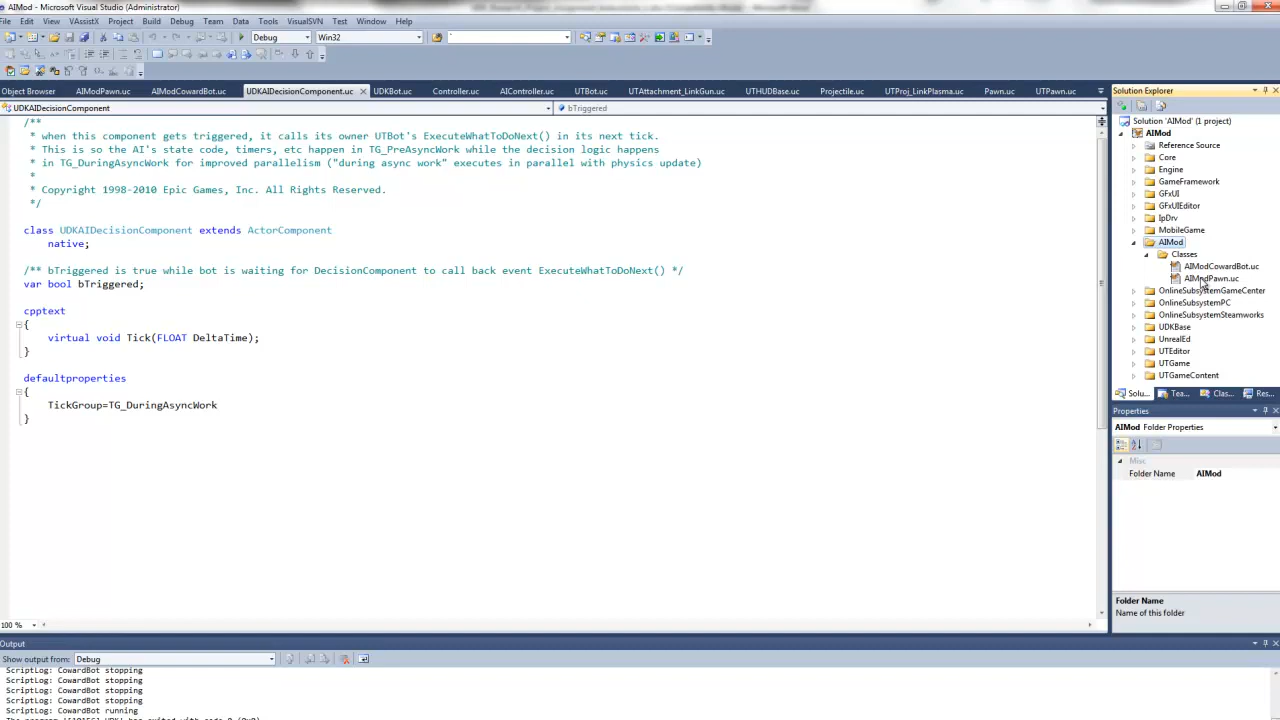 AIMod - Microsoft Visual Studio (Administrator)
File Edit View VAssistX Project Build Debug Team Data Tools VisualSVN Test Window Help
Debug Win32
Object Browser AIModPawn.uc AIModCowardBot.uc UDKAIDecisionComponent.uc UDKBot.uc Controller.uc AIController.uc UTBot.uc UTAttachment_LinkGun.uc UTHUDBase.uc Projectile.uc UTProj_LinkPlasma.uc Pawn.uc UTPawn.uc
UDKAIDecisionComponent bTriggered
/**
* when this component gets triggered, it calls its owner UTBot's ExecuteWhatToDoNext() in its next tick.
* This is so the AI's state code, timers, etc happen in TG_PreAsyncWork while the decision logic happens
* in TG_DuringAsyncWork for improved parallelism ("during async work" executes in parallel with physics update)
*
* Copyright 1998-2010 Epic Games, Inc. All Rights Reserved.
*/
class UDKAIDecisionComponent extends ActorComponent
native;
/** bTriggered is true while bot is waiting for DecisionComponent to call back event ExecuteWhatToDoNext() */
var bool bTriggered;
cpptext
{
virtual void Tick(FLOAT DeltaTime);
}
defaultproperties
{
TickGroup=TG_DuringAsyncWork
}
100 %
Solution Explorer
Solution 'AIMod' (1 project)
AIMod
Reference Source
Core
Engine
GameFramework
GFxUI
GFxUIEditor
IpDrv
MobileGame
AIMod
Classes
AIModCowardBot.uc
AIModPawn.uc
OnlineSubsystemGameCenter
OnlineSubsystemPC
OnlineSubsystemSteamworks
UDKBase
UnrealEd
UTEditor
UTGame
UTGameContent
Solu... Tea... Clas... Res...
Properties
AIMod Folder Properties
Misc
Folder Name AIMod
Folder Name
Name of this folder
Output
Show output from: Debug
ScriptLog: CowardBot stopping
ScriptLog: CowardBot stopping
ScriptLog: CowardBot stopping
ScriptLog: CowardBot stopping
ScriptLog: CowardBot running